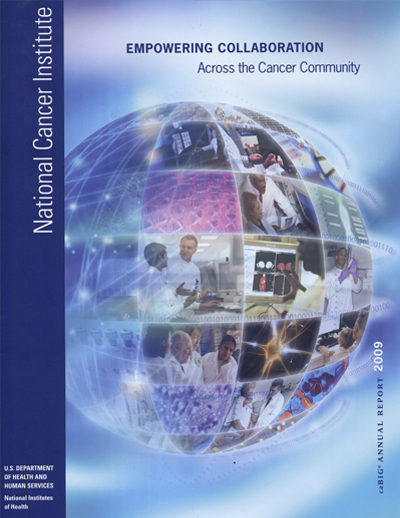 National Cancer Institute
EMPOWERING COLLABORATION
Across the Cancer Community
caBIG® ANNUAL REPORT 2009
U.S. DEPARTMENT
OF HEALTH AND
HUMAN SERVICES
National Institutes
of Health